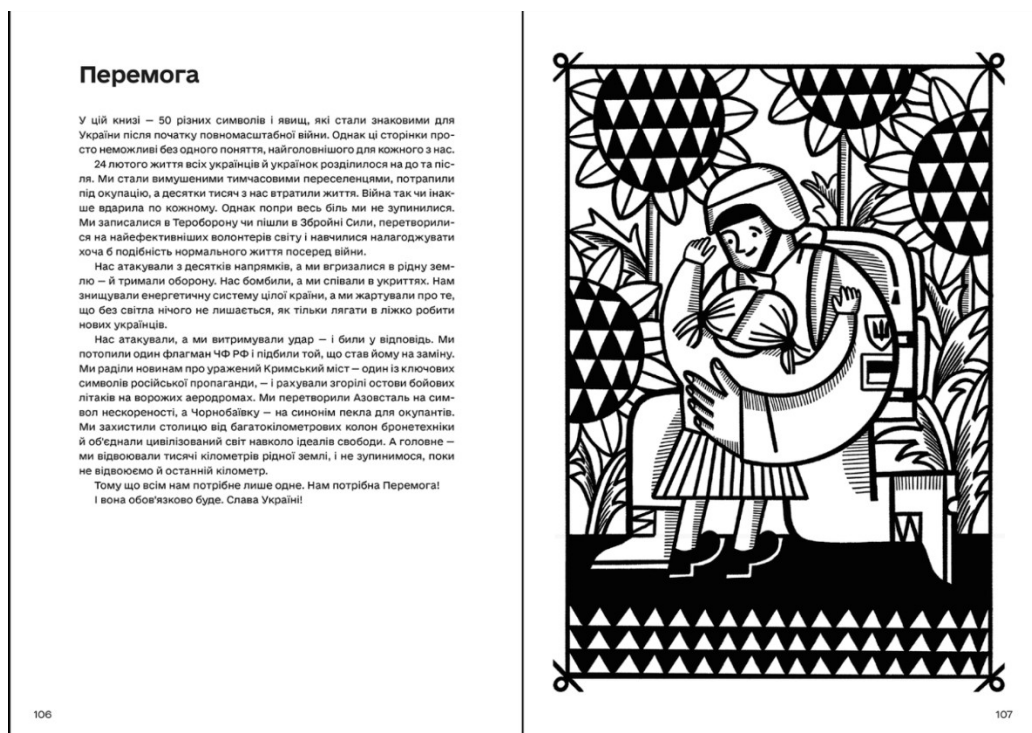 Перемога
У цій книзі — 50 різних символів і явищ, які стали знаковими для
України після початку повномасштабної війни. Однак ці сторінки про-
сто неможливі без одного поняття, найголовнішого для кожного з нас.
24 лютого життя всіх українців й українок розділилося на до та піс-
ля. Ми стали вимушеними тимчасовими переселенцями, потрапили
під окупацію, а десятки тисяч з нас втратили життя. Війна так чи інак-
ше вдарила по кожному. Однак попри весь біль ми не зупинилися.
Ми записалися в Тероборону чи пішли в Збройні Сили, перетворили-
ся на найефективніших волонтерів світу і навчилися налагоджувати
хоча б подібність нормального життя посеред війни.
Нас атакували з десятків напрямків, а ми вгризалися в рідну зем-
лю — й тримали оборону. Нас бомбили, а ми співали в укриттях. Нам
знищували енергетичну систему цілої країни, а ми жартували про те,
що без світла нічого не лишається, як тільки лягати в ліжко робити
нових українців.
Нас атакували, а ми витримували удар — і били у відповідь. Ми
потопили один флагман ЧФ РФ і підбили той, що став йому на заміну.
Ми раділи новинам про уражений Кримський міст — один із ключових
символів російської пропаганди, — і рахували згорілі остови бойових
літаків на ворожих аеродромах. Ми перетворили Азовсталь на сим-
вол нескореності, а Чорнобаївку — на синонім пекла для окупантів.
Ми захистили столицю від багатокілометрових колон бронетехніки
й об'єднали цивілізований світ навколо ідеалів свободи. А головне —
ми відвоювали тисячі кілометрів рідної землі, і не зупинимося, поки
не відвоюємо й останній кілометр.
Тому що всім нам потрібне лише одне. Нам потрібна Перемога!
І вона обов'язково буде. Слава Україні!
106
107